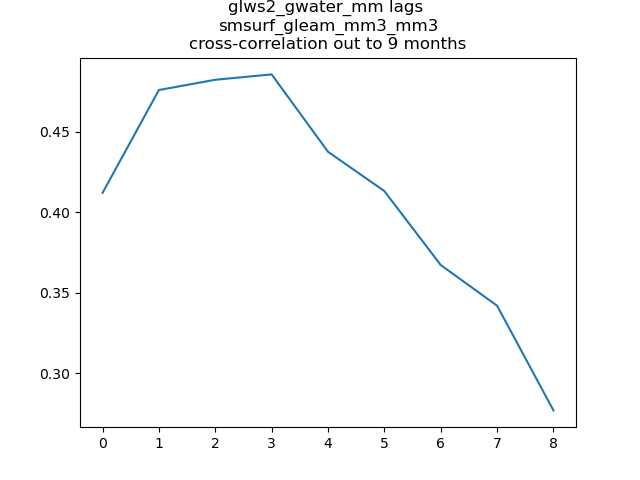 glws2_gwater_mm lags
smsurf_gleam_mm3_mm3
cross-correlation out to 9 months
0.45
0.40
0.35
0.30
0 1 2 3 4 5 6 7 8